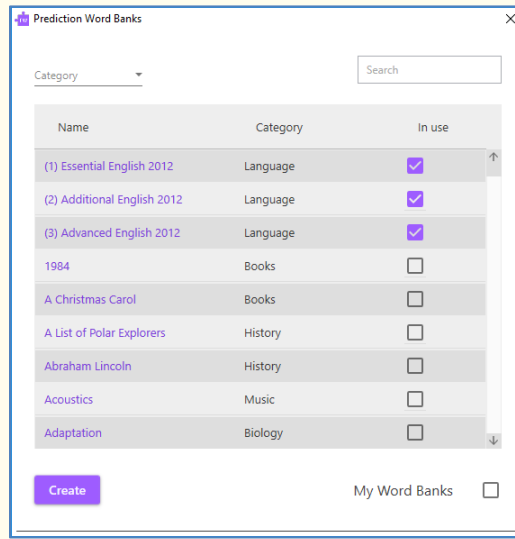 Prediction Word Banks
Category
Search
Name Category In use
(1) Essential English 2012 Language
(2) Additional English 2012 Language
(3) Advanced English 2012 Language
1984 Books
A Christmas Carol Books
A List of Polar Explorers History
Abraham Lincoln History
Acoustics Music
Adaptation Biology
Create My Word Banks